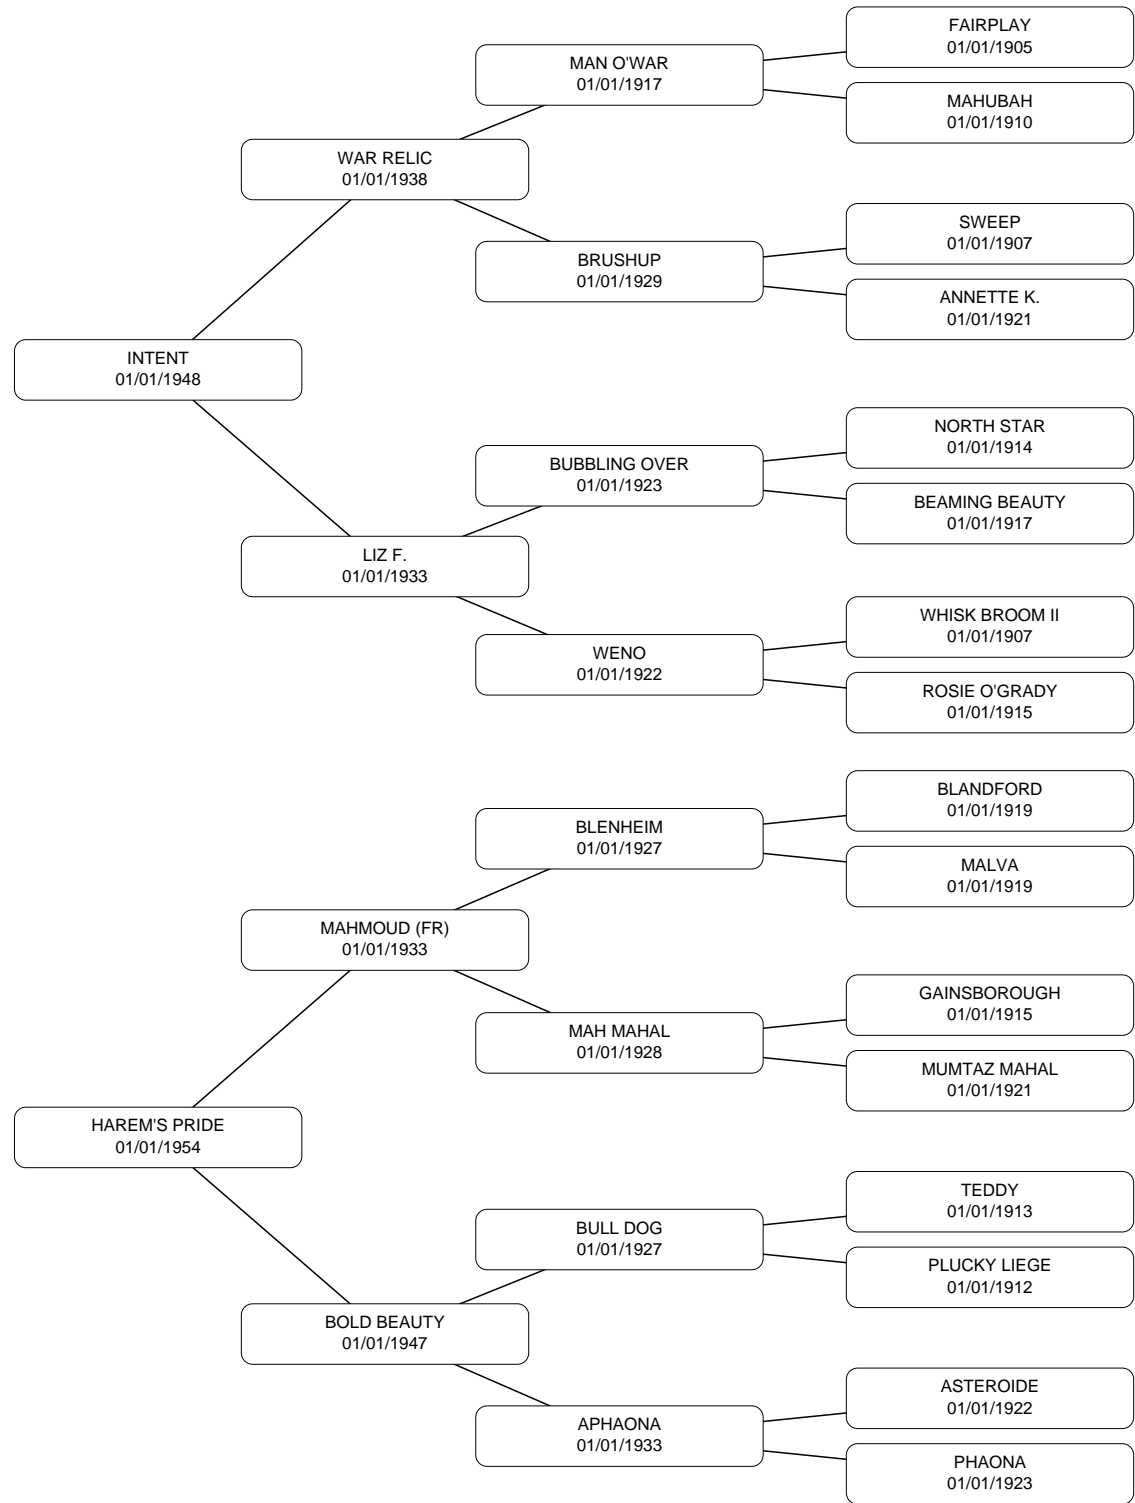 FAIRPLAY
01/01/1905
MAN O'WAR
01/01/1917
MAHUBAH
01/01/1910
WAR RELIC
01/01/1938
SWEEP
01/01/1907
BRUSHUP
01/01/1929
ANNETTE K.
01/01/1921
INTENT
01/01/1948
NORTH STAR
01/01/1914
BUBBLING OVER
01/01/1923
BEAMING BEAUTY
01/01/1917
LIZ F.
01/01/1933
WHISK BROOM II
01/01/1907
WENO
01/01/1922
ROSIE O'GRADY
01/01/1915
BLANDFORD
01/01/1919
BLENHEIM
01/01/1927
MALVA
01/01/1919
MAHMOUD (FR)
01/01/1933
GAINSBOROUGH
01/01/1915
MAH MAHAL
01/01/1928
MUMTAZ MAHAL
01/01/1921
HAREM'S PRIDE
01/01/1954
TEDDY
01/01/1913
BULL DOG
01/01/1927
PLUCKY LIEGE
01/01/1912
BOLD BEAUTY
01/01/1947
ASTEROIDE
01/01/1922
APHAONA
01/01/1933
PHAONA
01/01/1923